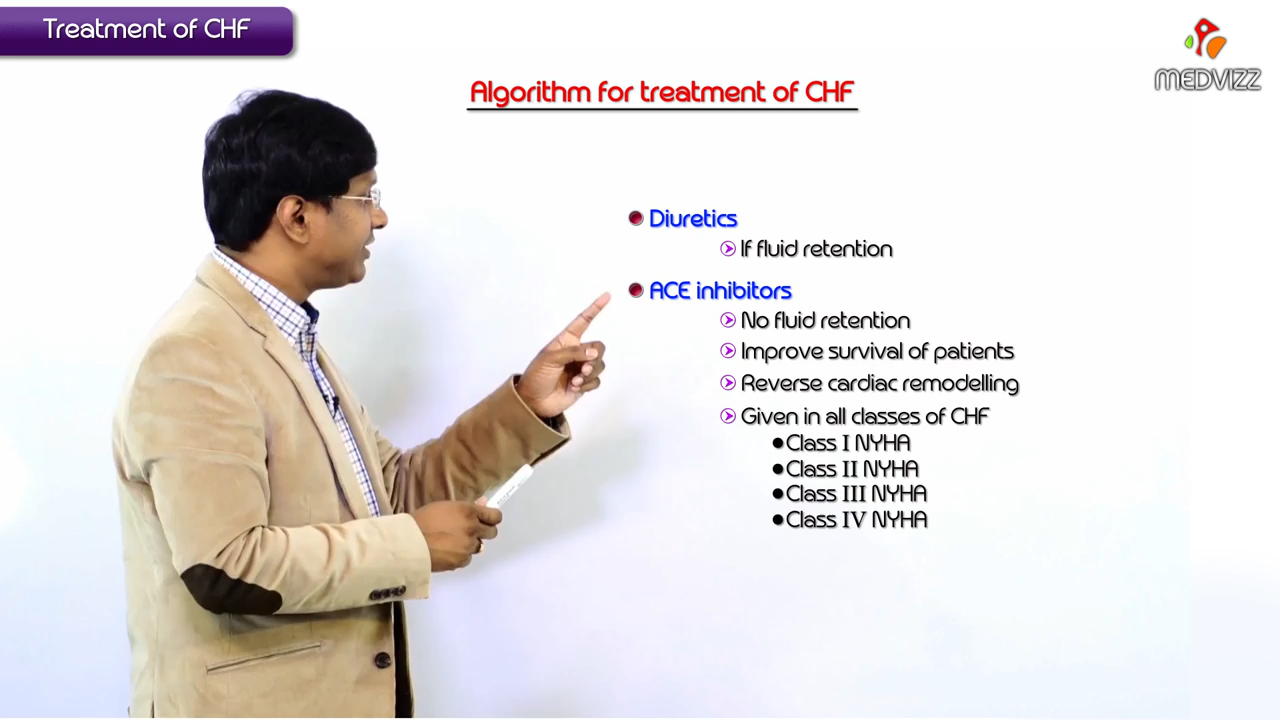 Treatment of CHF
MEDVIZZ
Algorithm for treatment of CHF
Diuretics
If fluid retention
ACE inhibitors
No fluid retention
Improve survival of patients
Reverse cardiac remodelling
Given in all classes of CHF
Class I NYHA
Class II NYHA
Class III NYHA
Class IV NYHA